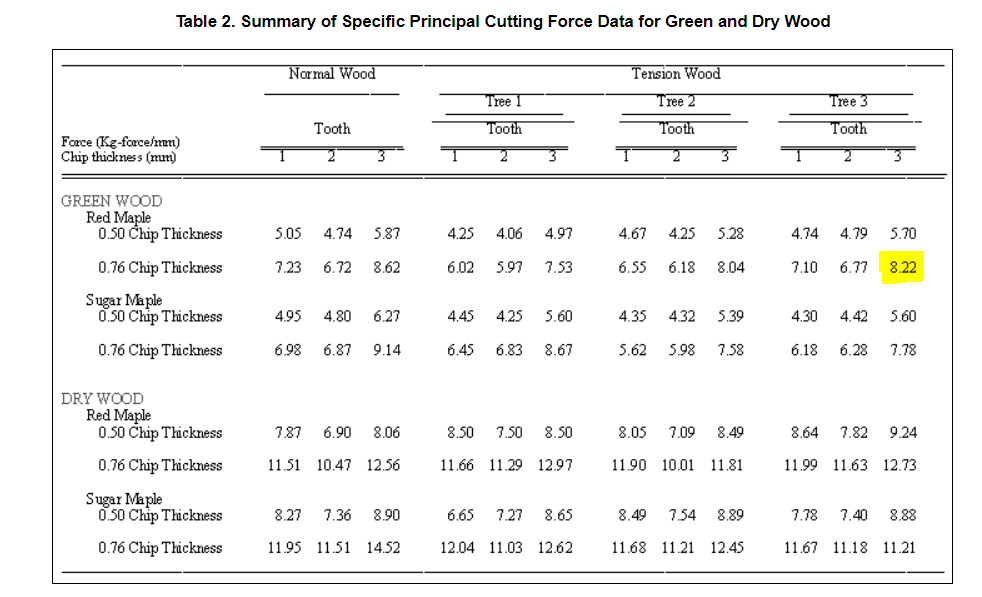 Table 2. Summary of Specific Principal Cutting Force Data for Green and Dry Wood
Normal Wood Tension Wood
Tree 1 Tree 2 Tree 3
Tooth Tooth Tooth Tooth
Force (Kg-force/mm)
Chip thickness (mm) 1 2 3 1 2 3 1 2 3 1 2 3
GREEN WOOD
Red Maple
0.50 Chip Thickness 5.05 4.74 5.87 4.25 4.06 4.97 4.67 4.25 5.28 4.74 4.79 5.70
0.76 Chip Thickness 7.23 6.72 8.62 6.02 5.97 7.53 6.55 6.18 8.04 7.10 6.77 8.22
Sugar Maple
0.50 Chip Thickness 4.95 4.80 6.27 4.45 4.25 5.60 4.35 4.32 5.39 4.30 4.42 5.60
0.76 Chip Thickness 6.98 6.87 9.14 6.45 6.83 8.67 5.62 5.98 7.58 6.18 6.28 7.78
DRY WOOD
Red Maple
0.50 Chip Thickness 7.87 6.90 8.06 8.50 7.50 8.50 8.05 7.09 8.49 8.64 7.82 9.24
0.76 Chip Thickness 11.51 10.47 12.56 11.66 11.29 12.97 11.90 10.01 11.81 11.99 11.63 12.73
Sugar Maple
0.50 Chip Thickness 8.27 7.36 8.90 6.65 7.27 8.65 8.49 7.54 8.89 7.78 7.40 8.88
0.76 Chip Thickness 11.95 11.51 14.52 12.04 11.03 12.62 11.68 11.21 12.45 11.67 11.18 11.21